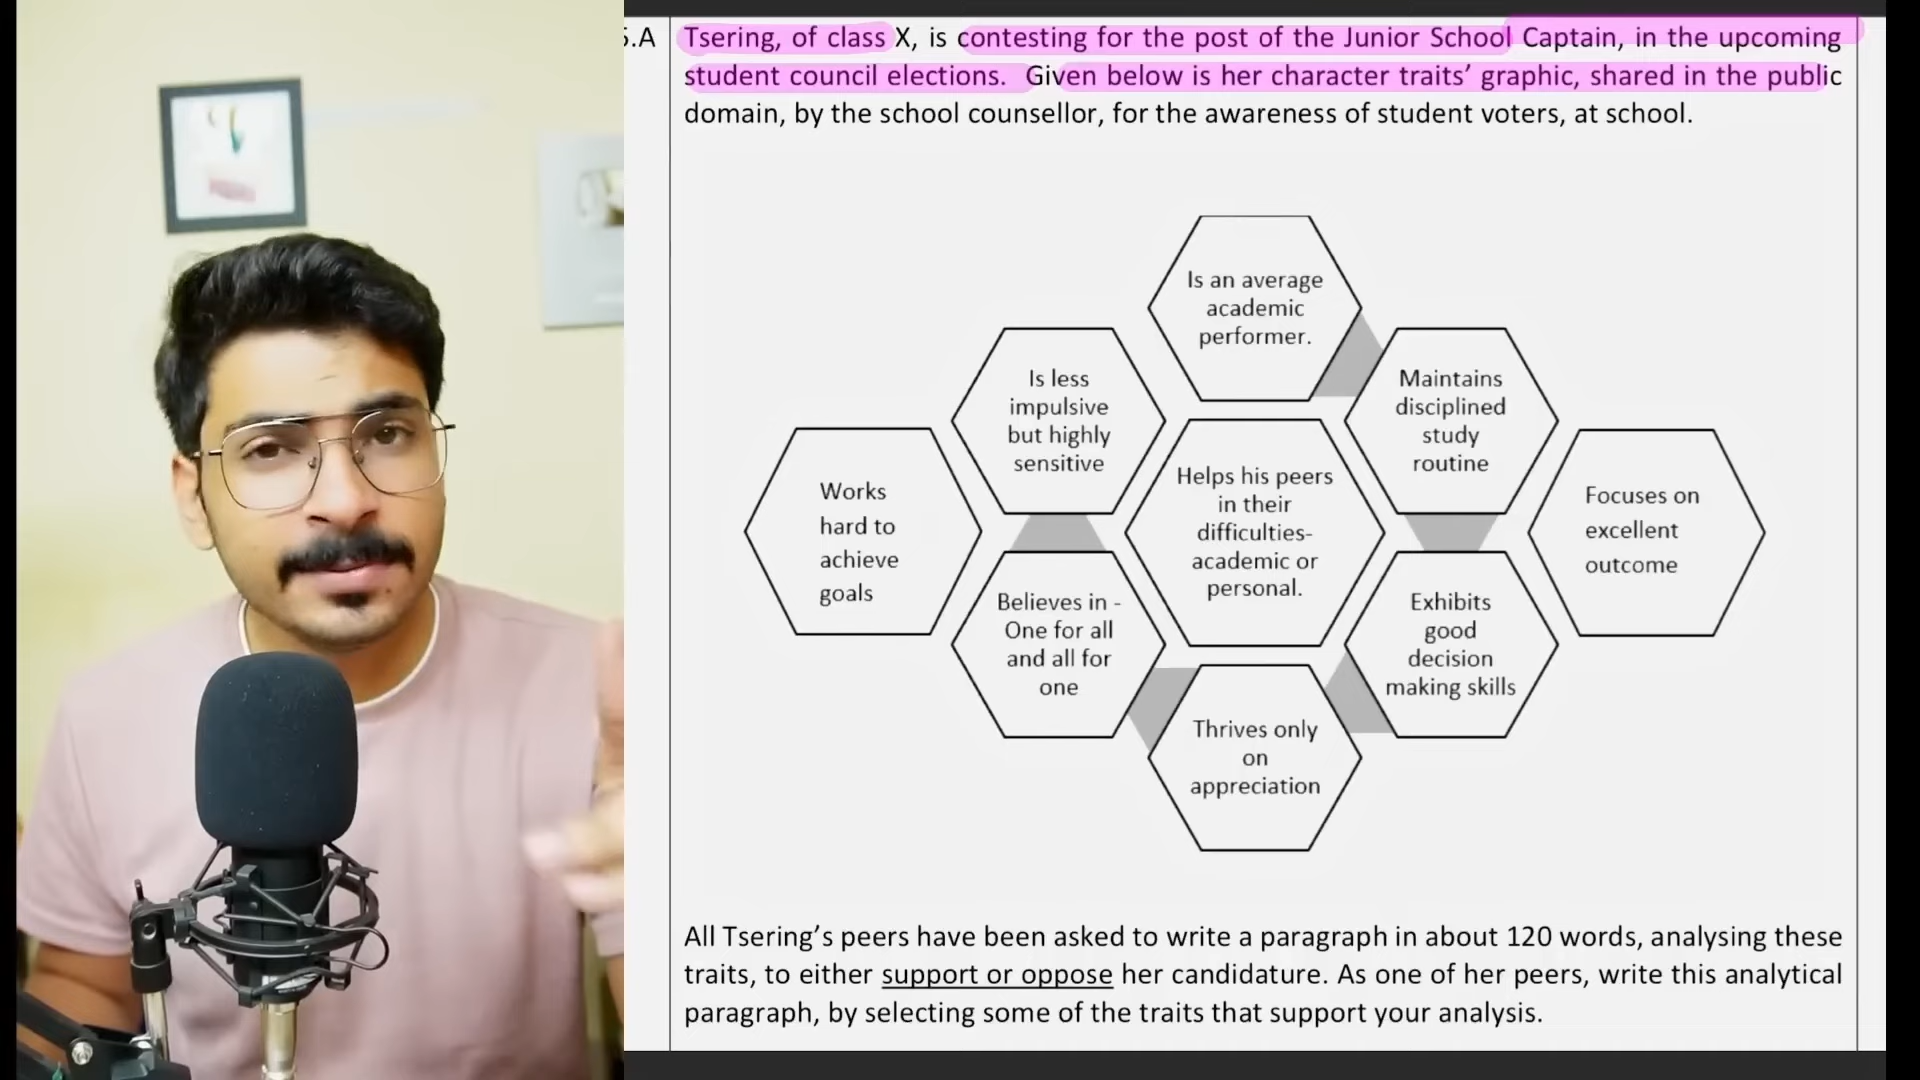 5.A
Tsering, of class X, is contesting for the post of the Junior School Captain, in the upcoming
student council elections. Given below is her character traits' graphic, shared in the public
domain, by the school counsellor, for the awareness of student voters, at school.
Is an average
academic
performer.
Is less
impulsive
but highly
sensitive
Maintains
disciplined
study
routine
Works
hard to
achieve
goals
Helps his peers
in their
difficulties-
academic or
personal.
Focuses on
excellent
outcome
Believes in -
One for all
and all for
one
Exhibits
good
decision
making skills
Thrives only
on
appreciation
All Tsering's peers have been asked to write a paragraph in about 120 words, analysing these
traits, to either support or oppose her candidature. As one of her peers, write this analytical
paragraph, by selecting some of the traits that support your analysis.